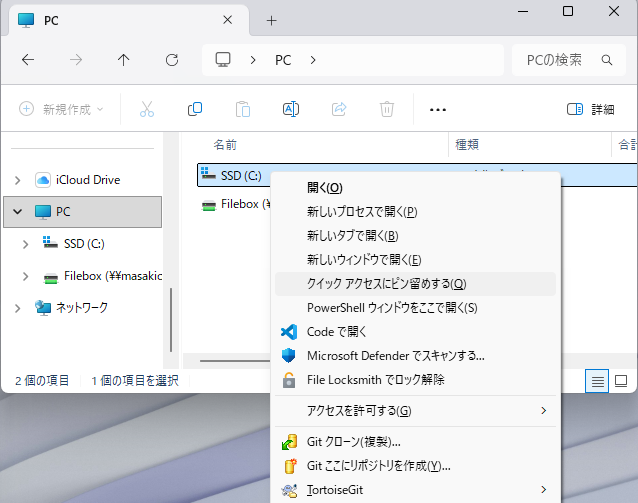 PC
PC
PCの検索
新規作成
詳細
名前
種類
合計
iCloud Drive
SSD (C:)
PC
Filebox (¥
SSD (C:)
Filebox (¥¥masakic
ネットワーク
2 個の項目
1 個の項目を選択
開く(O)
新しいプロセスで開く(P)
新しいタブで開く(B)
新しいウィンドウで開く(E)
クイック アクセスにピン留めする(Q)
PowerShell ウィンドウをここで開く(S)
Code で開く
Microsoft Defender でスキャンする...
File Locksmith でロック解除
アクセスを許可する(G)
Git クローン(複製)...
Git ここにリポジトリを作成(Y)...
TortoiseGit